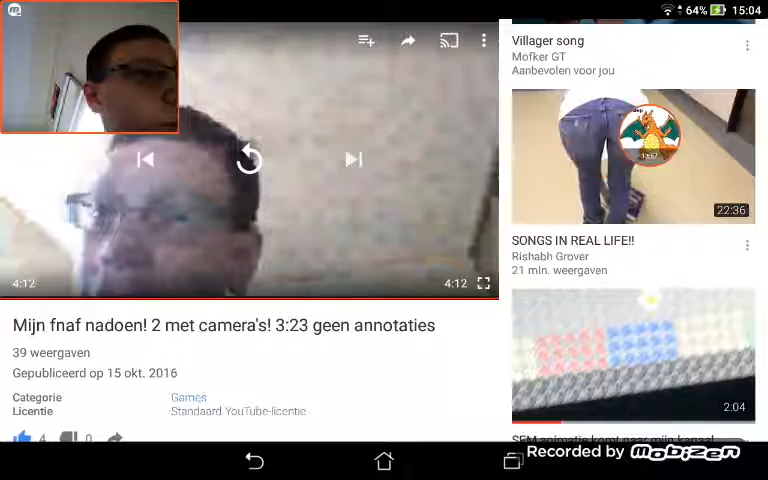 64% 15:04
4:12
4:12
Mijn fnaf nadoen! 2 met camera's! 3:23 geen annotaties
39 weergaven
Gepubliceerd op 15 okt. 2016
Categorie Games
Licentie Standaard YouTube-licentie
4 0
Villager song
Mofker GT
Aanbevolen voor jou
22:36
SONGS IN REAL LIFE!!
Rishabh Grover
21 mln. weergaven
2:04
Recorded by mobizen